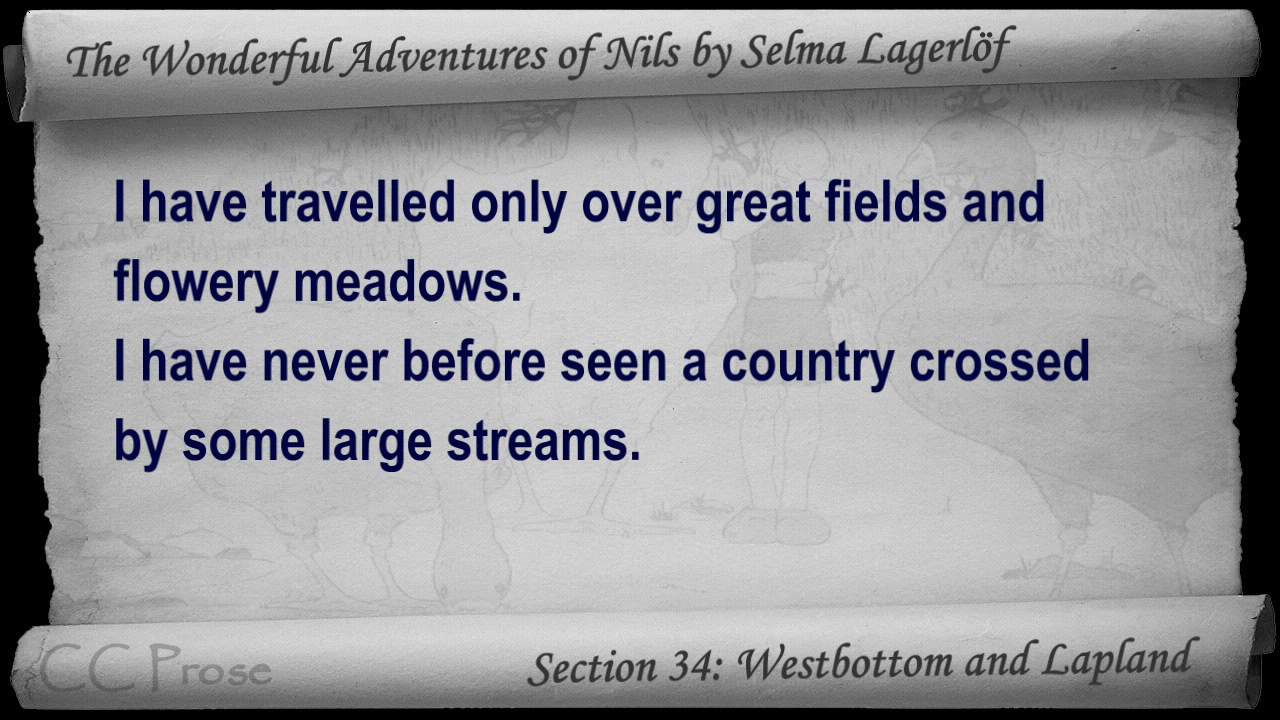 The Wonderful Adventures of Nils by Selma Lagerlöf
I have travelled only over great fields and
flowery meadows.
I have never before seen a country crossed
by some large streams.
CC Prose
Section 34: Westbottom and Lapland